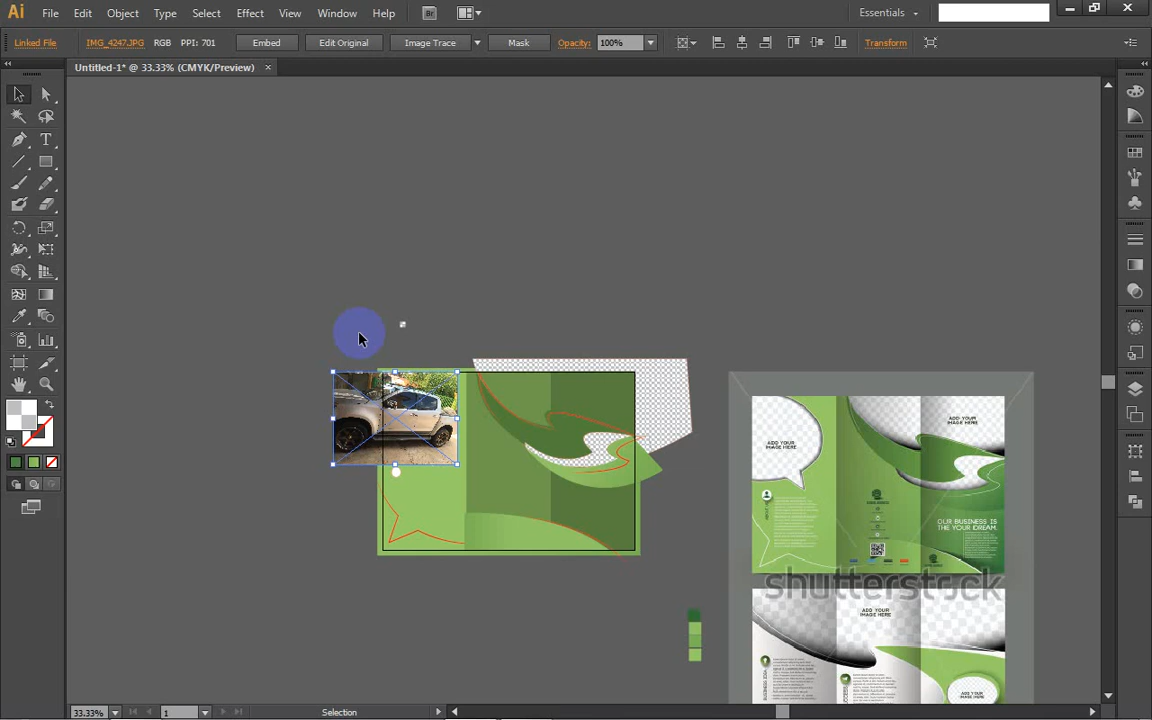 Ai File Edit Object Type Select Effect View Window Help Br Essentials
Linked File IMG_4247.JPG RGB PPI: 701 Embed Edit Original Image Trace Mask Opacity: 100% Transform
Untitled-1* @ 33.33% (CMYK/Preview) ×
ADD YOUR
IMAGE HERE
ADD YOUR
IMAGE HERE
OUR BUSINESS IS
THE YOUR DREAM.
shutterstock
ADD YOUR
IMAGE HERE
ADD YOUR
IMAGE HERE
33.33% 1 Selection